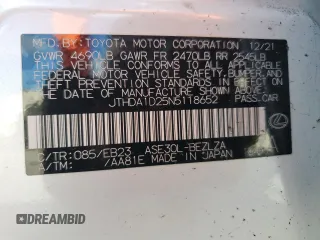 MFD. BY: TOYOTA MOTOR CORPORATION 12/21
GVWR 4690LB GAWR FR 2470LB RR 2545LB
THIS VEHICLE CONFORMS TO ALL APPLICABLE
FEDERAL MOTOR VEHICLE SAFETY, BUMPER, AND
THEFT PREVENTION STANDARDS IN EFFECT ON
THE DATE OF MANUFACTURE SHOWN ABOVE.
JTHDA1D25N5118652
C/TR: 085/EB23 ASE30L-BEZLZA
/AA81E MADE IN JAPAN
© DREAMBID
dreambid.com